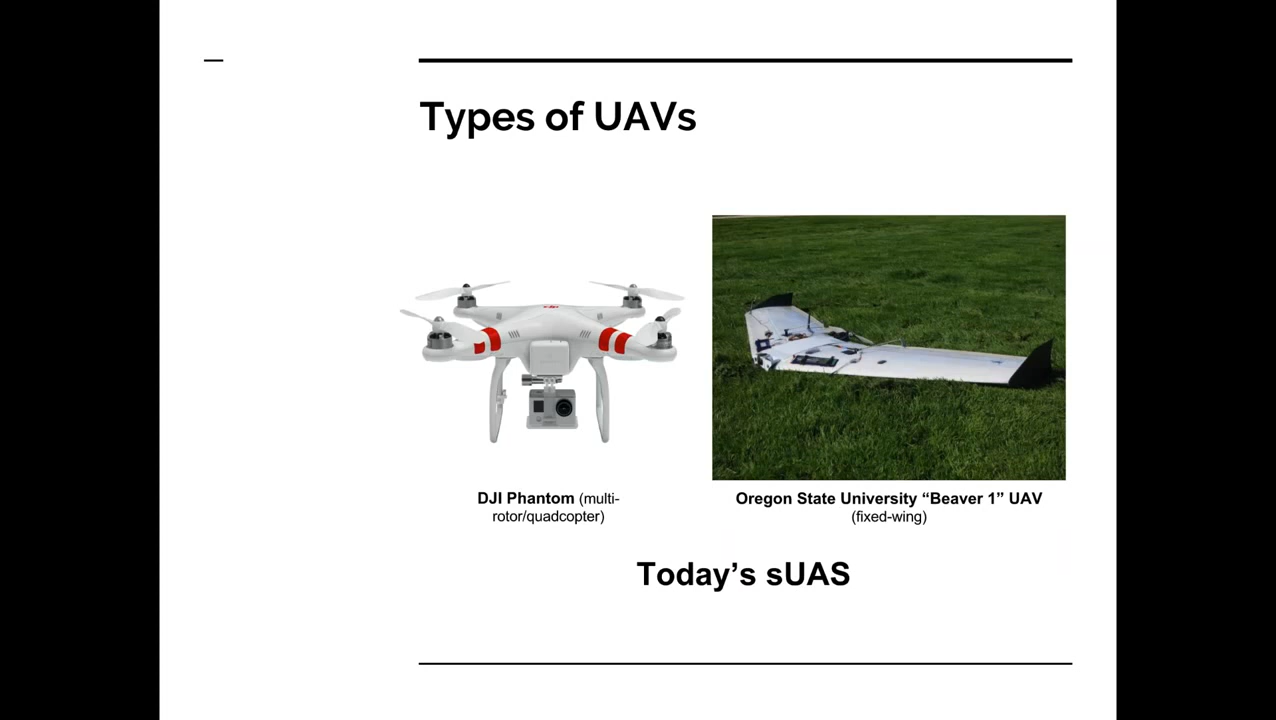 Types of UAVs
DJI Phantom (multi-
rotor/quadcopter)
Oregon State University “Beaver 1” UAV
(fixed-wing)
Today’s sUAS